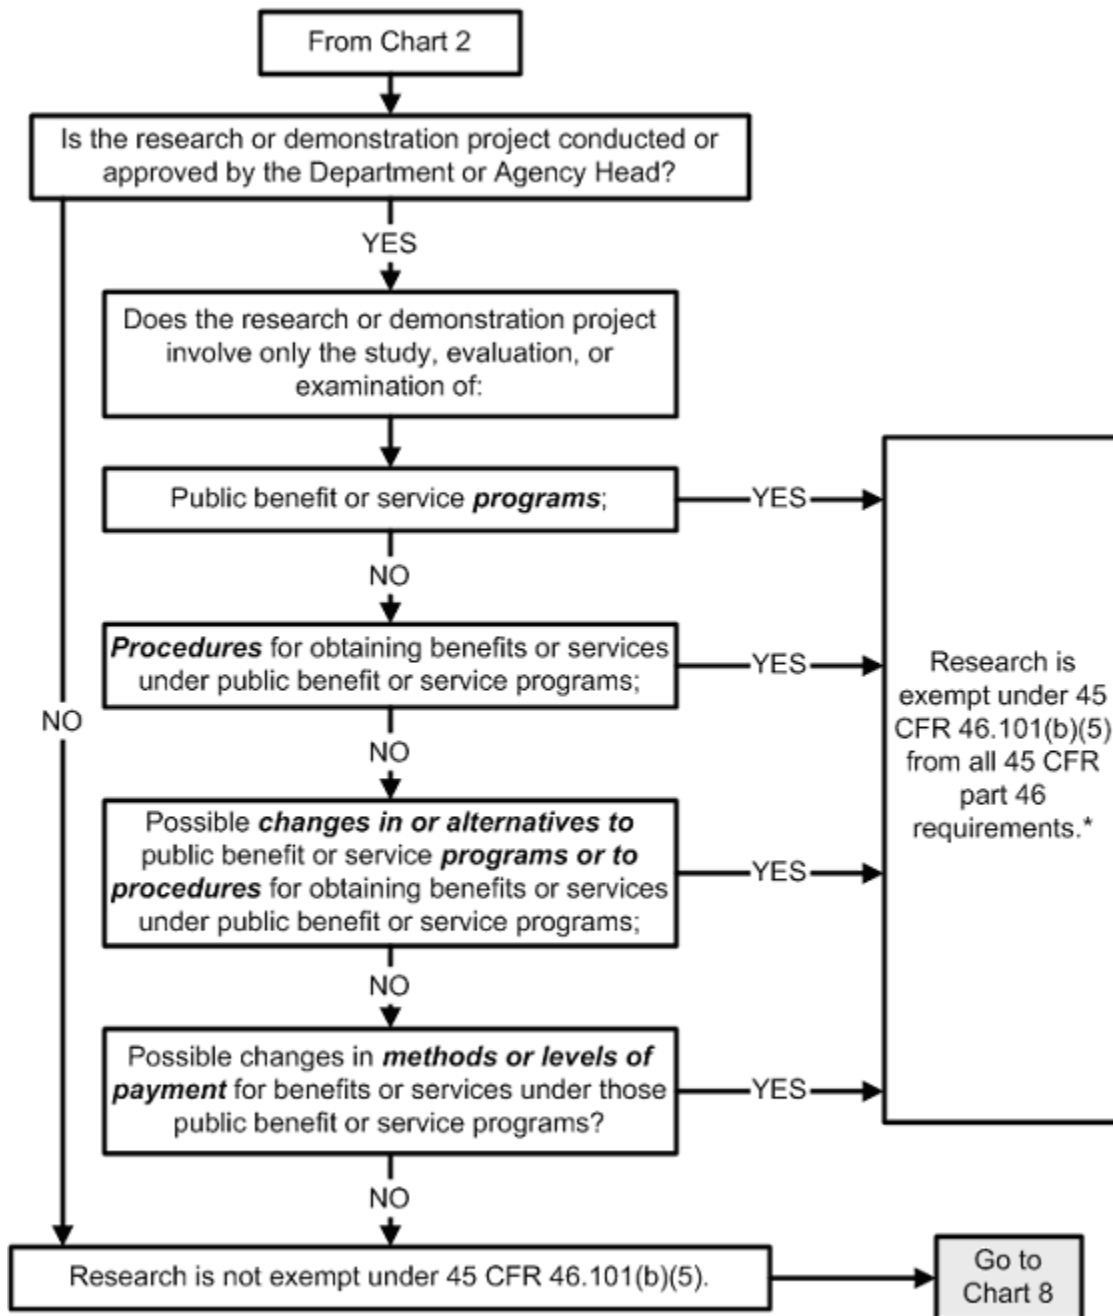 From Chart 2
Is the research or demonstration project conducted or
approved by the Department or Agency Head?
YES
Does the research or demonstration project
involve only the study, evaluation, or
examination of:
Public benefit or service programs;
YES
NO
Procedures for obtaining benefits or services
under public benefit or service programs;
YES
NO
NO
Possible changes in or alternatives to
public benefit or service programs or to
procedures for obtaining benefits or services
under public benefit or service programs;
YES
NO
Possible changes in methods or levels of
payment for benefits or services under those
public benefit or service programs?
YES
NO
Research is
exempt under 45
CFR 46.101(b)(5)
from all 45 CFR
part 46
requirements.*
Research is not exempt under 45 CFR 46.101(b)(5).
Go to
Chart 8